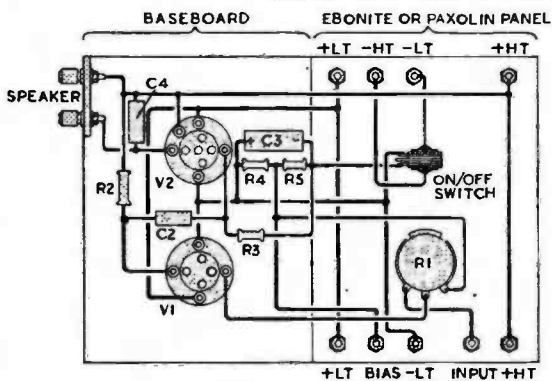 BASEBOARD
EBONITE OR PAXOLIN PANEL
+LT -HT -LT +HT
SPEAKER
C4
+ C3 -
V2
R4 R5
ON/OFF
SWITCH
R2
C2
R3
R1
V1
+LT BIAS -LT INPUT +HT